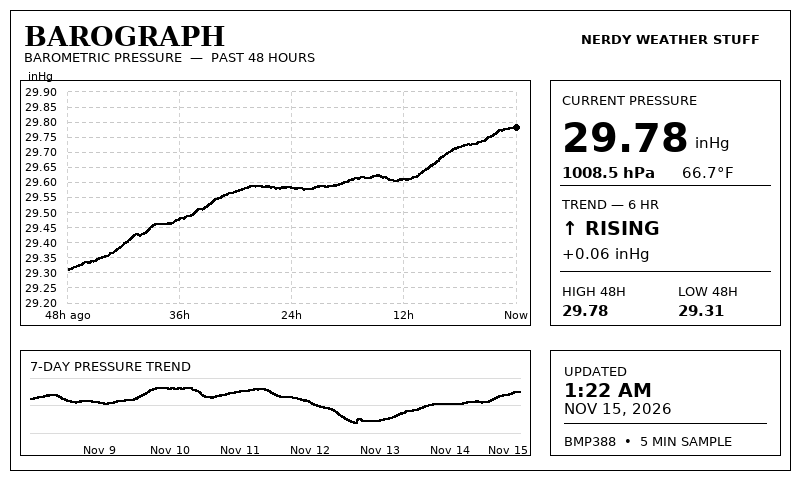 BAROGRAPH
BAROMETRIC PRESSURE — PAST 48 HOURS
NERDY WEATHER STUFF
inHg
29.90
29.85
29.80
29.75
29.70
29.65
29.60
29.55
29.50
29.45
29.40
29.35
29.30
29.25
29.20
48h ago 36h 24h 12h Now
CURRENT PRESSURE
29.78 inHg
1008.5 hPa 66.7°F
TREND — 6 HR
↑ RISING
+0.06 inHg
HIGH 48H LOW 48H
29.78 29.31
7-DAY PRESSURE TREND
Nov 9 Nov 10 Nov 11 Nov 12 Nov 13 Nov 14 Nov 15
UPDATED
1:22 AM
NOV 15, 2026
BMP388 • 5 MIN SAMPLE